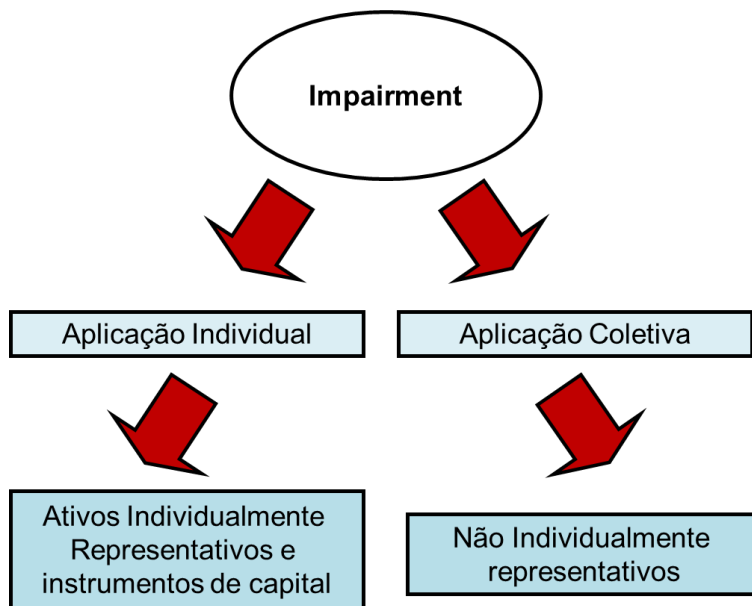 Impairment
Aplicação Individual
Aplicação Coletiva
Ativos Individualmente
Representativos e
instrumentos de capital
Não Individualmente
representativos